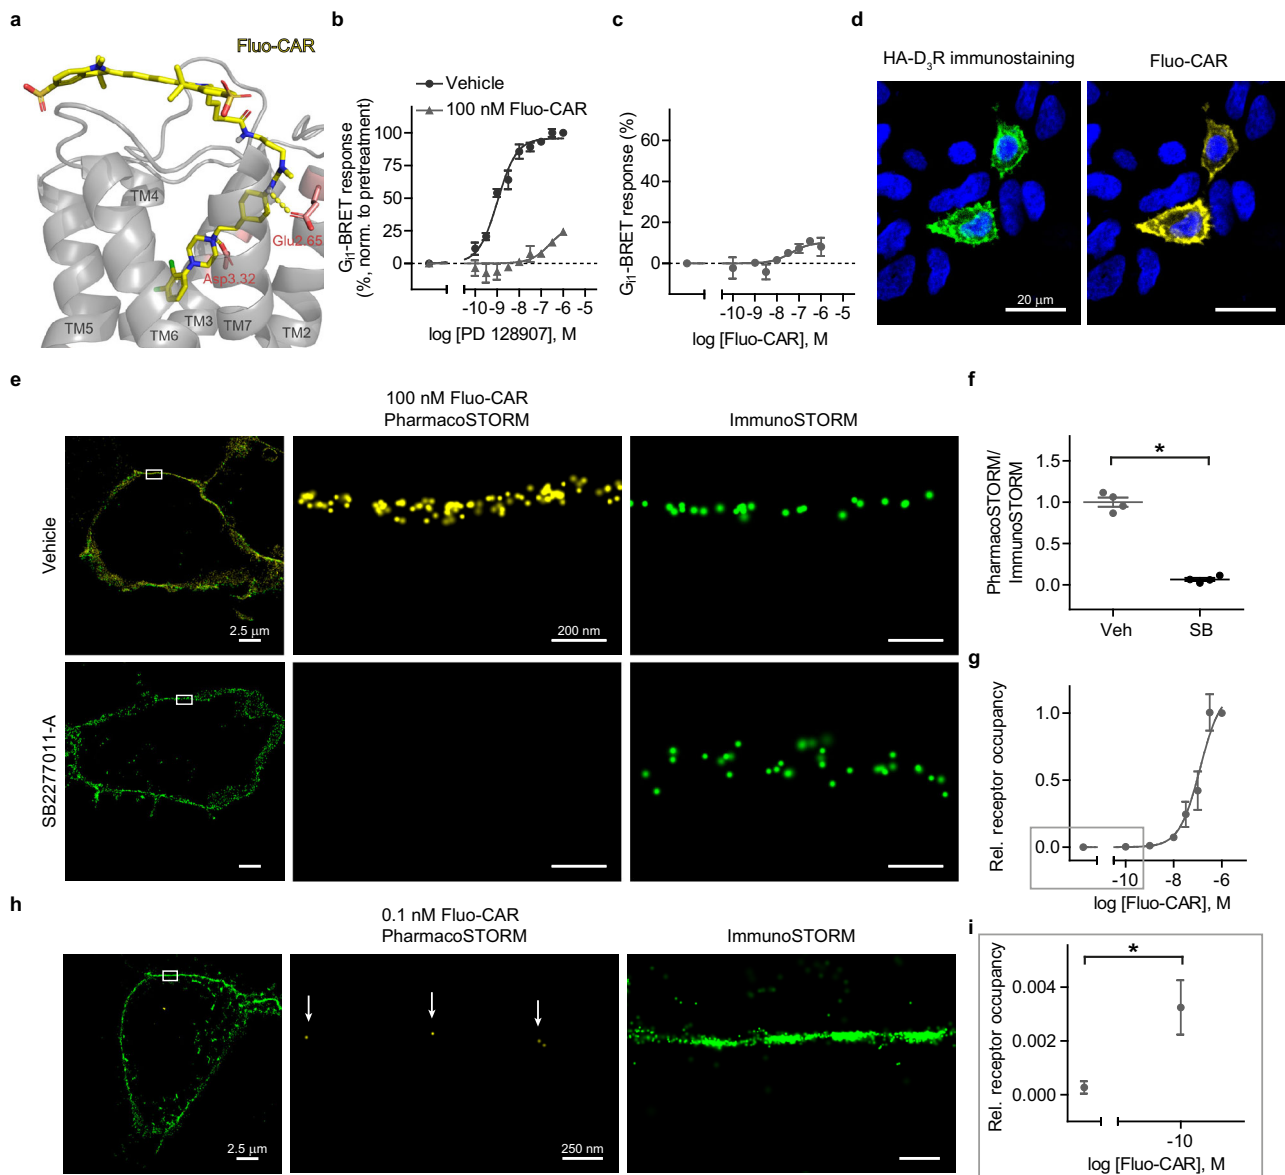 a
Fluo-CAR
TM4
Glu2.65
Asp3.32
TM5
TM6
TM3
TM7
TM2
b
Vehicle
100 nM Fluo-CAR
Gi1-BRET response
(%, norm. to pretreatment)
100
75
50
25
0
-10 -9 -8 -7 -6 -5
log [PD 128907], M
c
Gi1-BRET response (%)
60
40
20
0
-10 -9 -8 -7 -6 -5
log [Fluo-CAR], M
d
HA-D3R immunostaining
Fluo-CAR
20 μm
e
100 nM Fluo-CAR
PharmacoSTORM
ImmunoSTORM
Vehicle
2.5 μm
200 nm
SB2277011-A
f
PharmacoSTORM/
ImmunoSTORM
1.5
1.0
0.5
0.0
*
Veh SB
g
Rel. receptor occupancy
1.0
0.5
0.0
-10 -8 -6
log [Fluo-CAR], M
h
0.1 nM Fluo-CAR
PharmacoSTORM
ImmunoSTORM
2.5 μm
250 nm
i
Rel. receptor occupancy
0.004
0.002
0.000
*
-10
log [Fluo-CAR], M